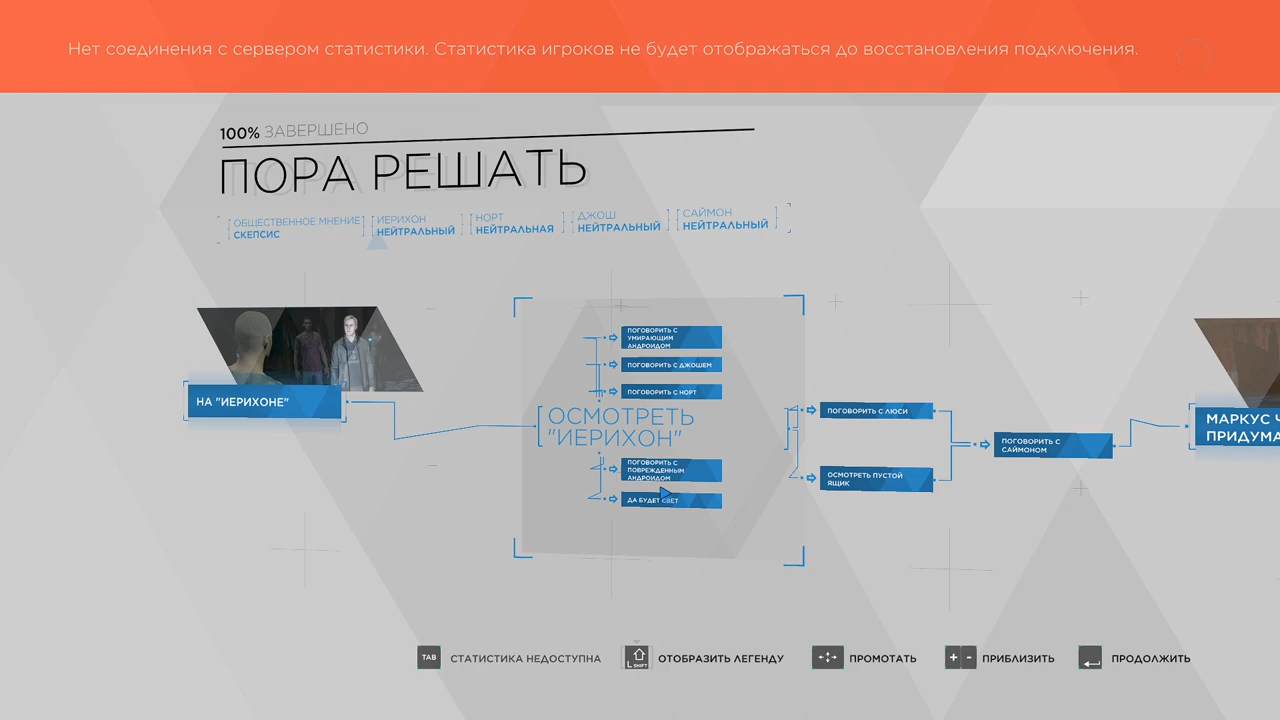 Нет соединения с сервером статистики. Статистика игроков не будет отображаться до восстановления подключения.
100% ЗАВЕРШЕНО
ПОРА РЕШАТЬ
ОБЩЕСТВЕННОЕ МНЕНИЕ
СКЕПСИС
ИЕРИХОН
НЕЙТРАЛЬНЫЙ
НОРТ
НЕЙТРАЛЬНАЯ
ДЖОШ
НЕЙТРАЛЬНЫЙ
САЙМОН
НЕЙТРАЛЬНЫЙ
НА "ИЕРИХОНЕ"
ПОГОВОРИТЬ С
УМИРАЮЩИМ
АНДРОИДОМ
ПОГОВОРИТЬ С ДЖОШЕМ
ПОГОВОРИТЬ С НОРТ
ОСМОТРЕТЬ
"ИЕРИХОН"
ПОГОВОРИТЬ С
ПОВРЕЖДЕННЫМ
АНДРОИДОМ
ДА БУДЕТ СВЕТ
ПОГОВОРИТЬ С ЛЮСИ
ОСМОТРЕТЬ ПУСТОЙ
ЯЩИК
ПОГОВОРИТЬ С
САЙМОНОМ
МАРКУС Ч
ПРИДУМА
TAB СТАТИСТИКА НЕДОСТУПНА
L SHIFT ОТОБРАЗИТЬ ЛЕГЕНДУ
ПРОМОТАТЬ
+ - ПРИБЛИЗИТЬ
ПРОДОЛЖИТЬ